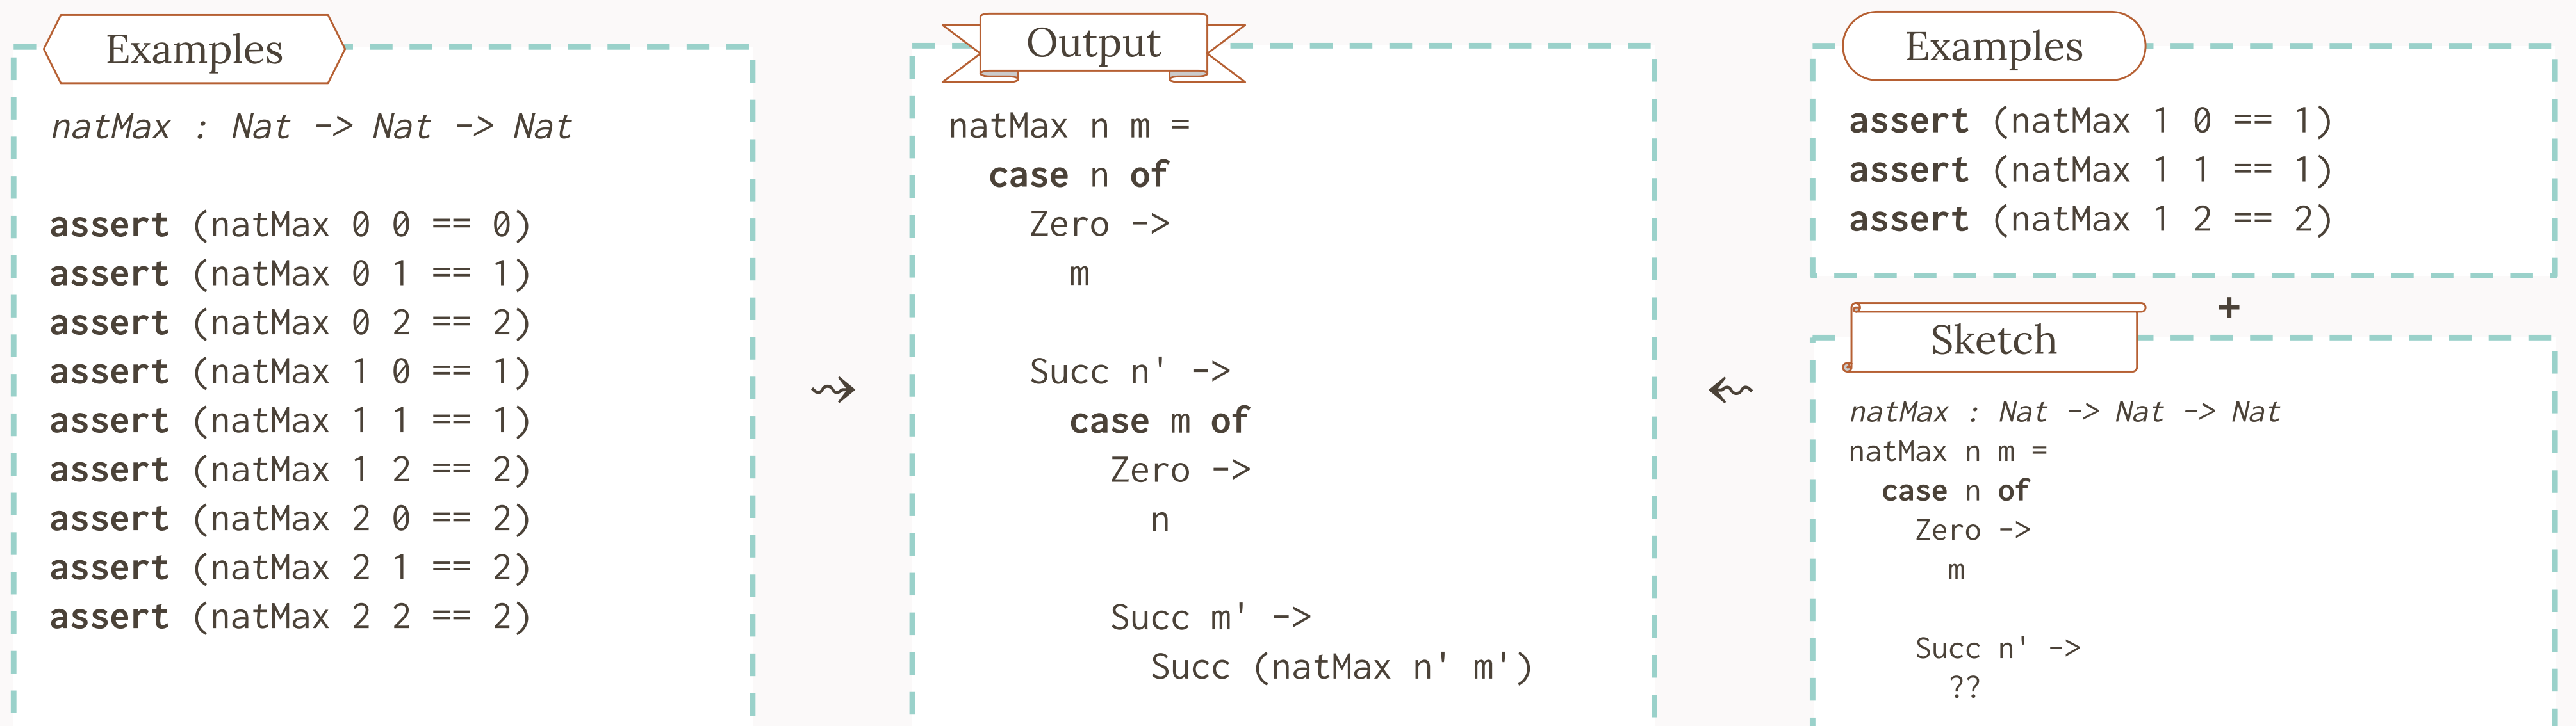 Examples
natMax : Nat -> Nat -> Nat
assert (natMax 0 0 == 0)
assert (natMax 0 1 == 1)
assert (natMax 0 2 == 2)
assert (natMax 1 0 == 1)
assert (natMax 1 1 == 1)
assert (natMax 1 2 == 2)
assert (natMax 2 0 == 2)
assert (natMax 2 1 == 2)
assert (natMax 2 2 == 2)
⇝
Output
natMax n m =
  case n of
    Zero ->
      m
    Succ n' ->
      case m of
        Zero ->
          n
        Succ m' ->
          Succ (natMax n' m')
⇜
Examples
assert (natMax 1 0 == 1)
assert (natMax 1 1 == 1)
assert (natMax 1 2 == 2)
+
Sketch
natMax : Nat -> Nat -> Nat
natMax n m =
  case n of
    Zero ->
      m
    Succ n' ->
      ??